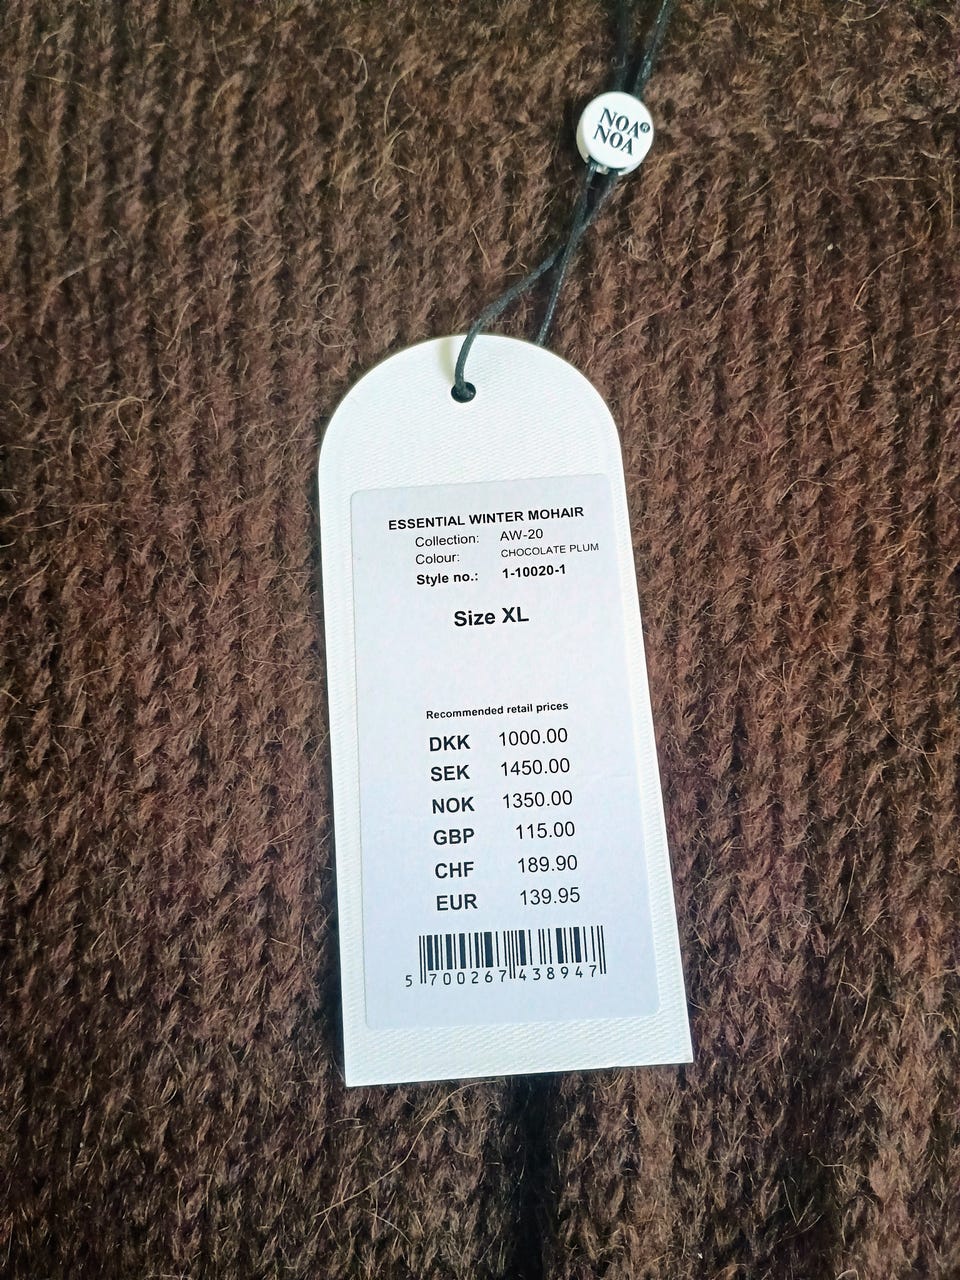 NOA®
NOA
ESSENTIAL WINTER MOHAIR
Collection: AW-20
Colour: CHOCOLATE PLUM
Style no.: 1-10020-1
Size XL
Recommended retail prices
DKK 1000.00
SEK 1450.00
NOK 1350.00
GBP 115.00
CHF 189.90
EUR 139.95
5 700267 438947